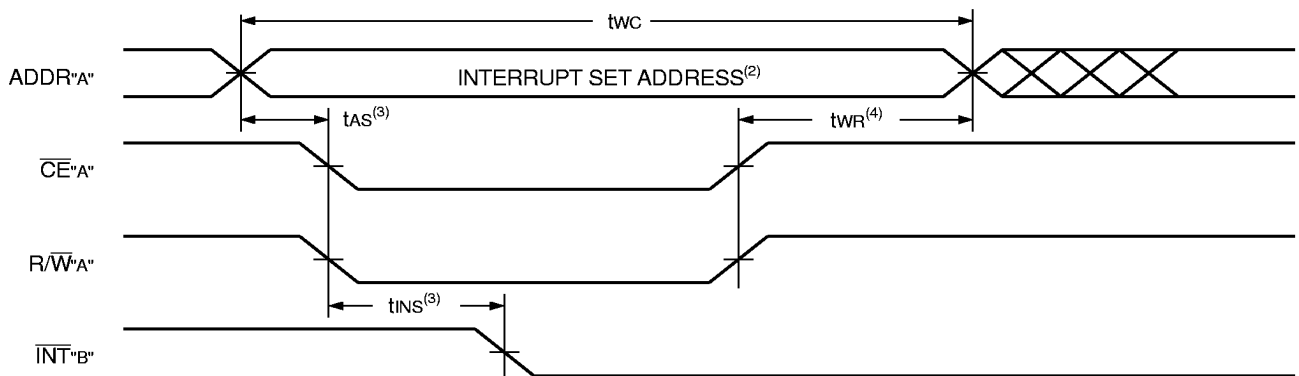 tWC
ADDR"A"
INTERRUPT SET ADDRESS(2)
tAS(3)
tWR(4)
CE"A"
R/W"A"
tINS(3)
INT"B"